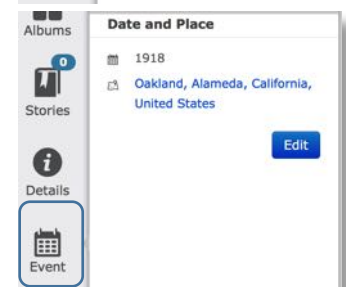 Albums
0
Stories
Details
Event
Date and Place
1918
Oakland, Alameda, California,
United States
Edit